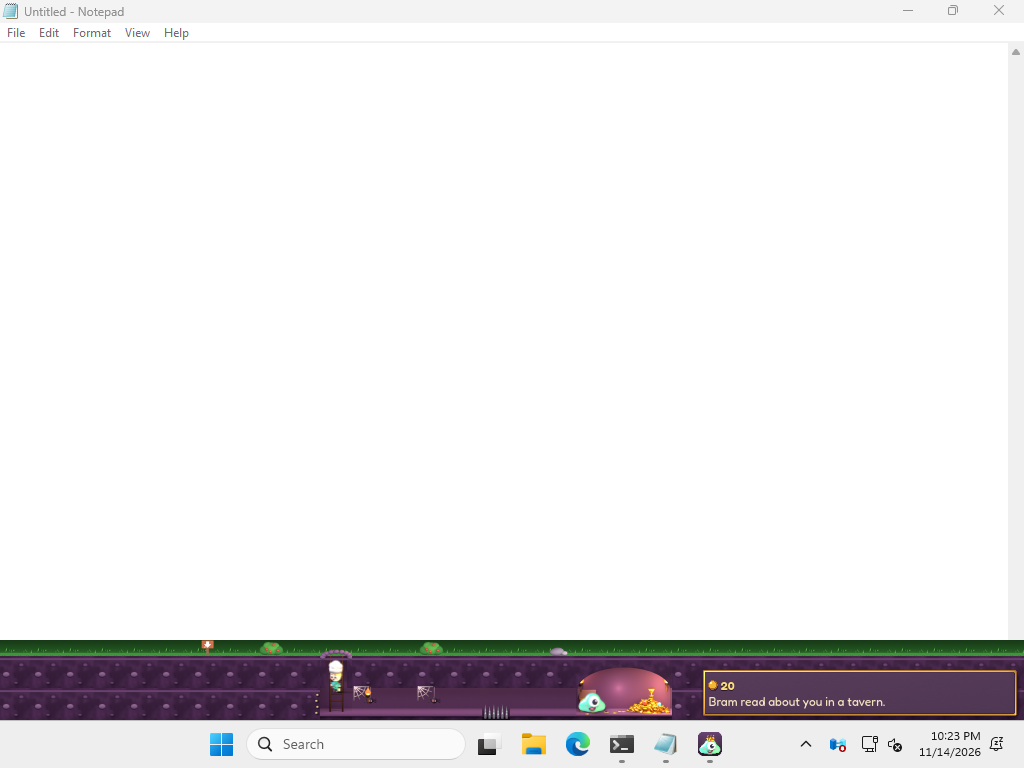 Untitled - Notepad
File Edit Format View Help
20
Bram read about you in a tavern.
Search
10:23 PM
11/14/2026